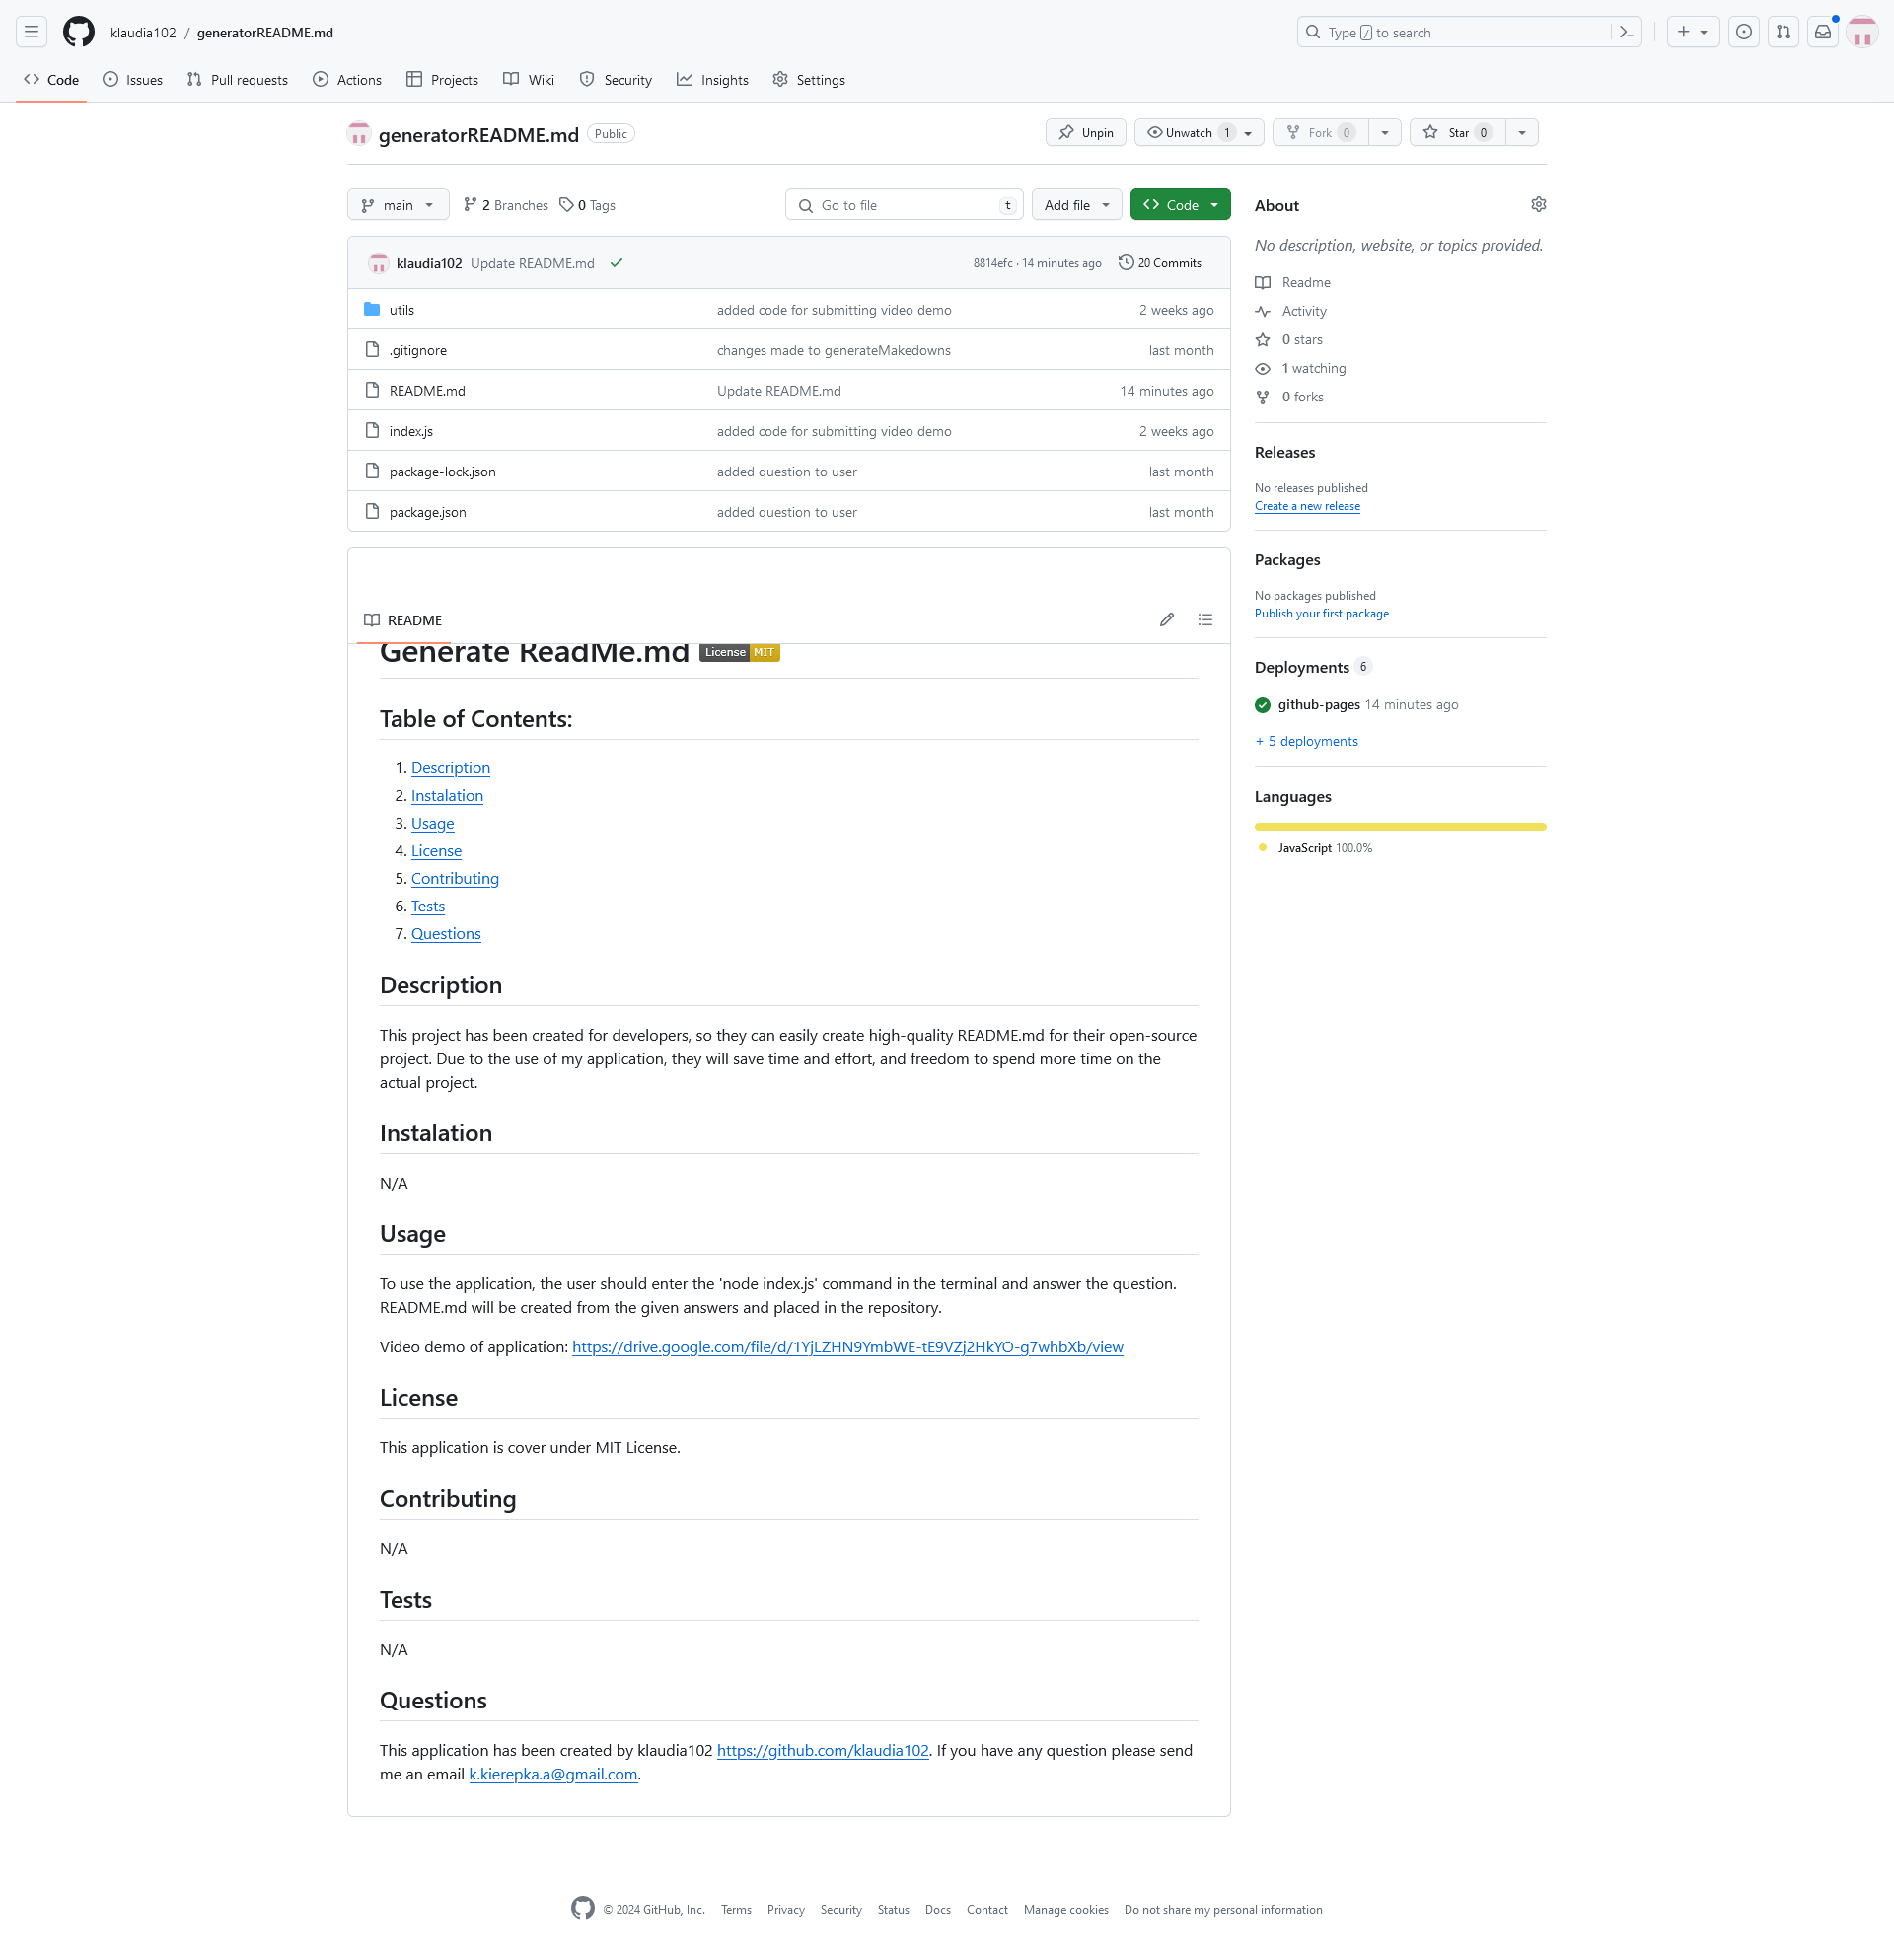 klaudia102 / generatorREADME.md
Type / to search
Code Issues Pull requests Actions Projects Wiki Security Insights Settings
generatorREADME.md Public
Unpin Unwatch 1 Fork 0 Star 0
main 2 Branches 0 Tags
Go to file t Add file Code
klaudia102 Update README.md 8814efc · 14 minutes ago 20 Commits
utils added code for submitting video demo 2 weeks ago
.gitignore changes made to generateMakedowns last month
README.md Update README.md 14 minutes ago
index.js added code for submitting video demo 2 weeks ago
package-lock.json added question to user last month
package.json added question to user last month
README
Generate ReadMe.md License MIT
Table of Contents:
1. Description
2. Instalation
3. Usage
4. License
5. Contributing
6. Tests
7. Questions
Description
This project has been created for developers, so they can easily create high-quality README.md for their open-source
project. Due to the use of my application, they will save time and effort, and freedom to spend more time on the
actual project.
Instalation
N/A
Usage
To use the application, the user should enter the 'node index.js' command in the terminal and answer the question.
README.md will be created from the given answers and placed in the repository.
Video demo of application: https://drive.google.com/file/d/1YjLZHN9YmbWE-tE9VZj2HkYO-g7whbXb/view
License
This application is cover under MIT License.
Contributing
N/A
Tests
N/A
Questions
This application has been created by klaudia102 https://github.com/klaudia102. If you have any question please send
me an email k.kierepka.a@gmail.com.
About
No description, website, or topics provided.
Readme
Activity
0 stars
1 watching
0 forks
Releases
No releases published
Create a new release
Packages
No packages published
Publish your first package
Deployments 6
github-pages 14 minutes ago
+ 5 deployments
Languages
JavaScript 100.0%
© 2024 GitHub, Inc. Terms Privacy Security Status Docs Contact Manage cookies Do not share my personal information